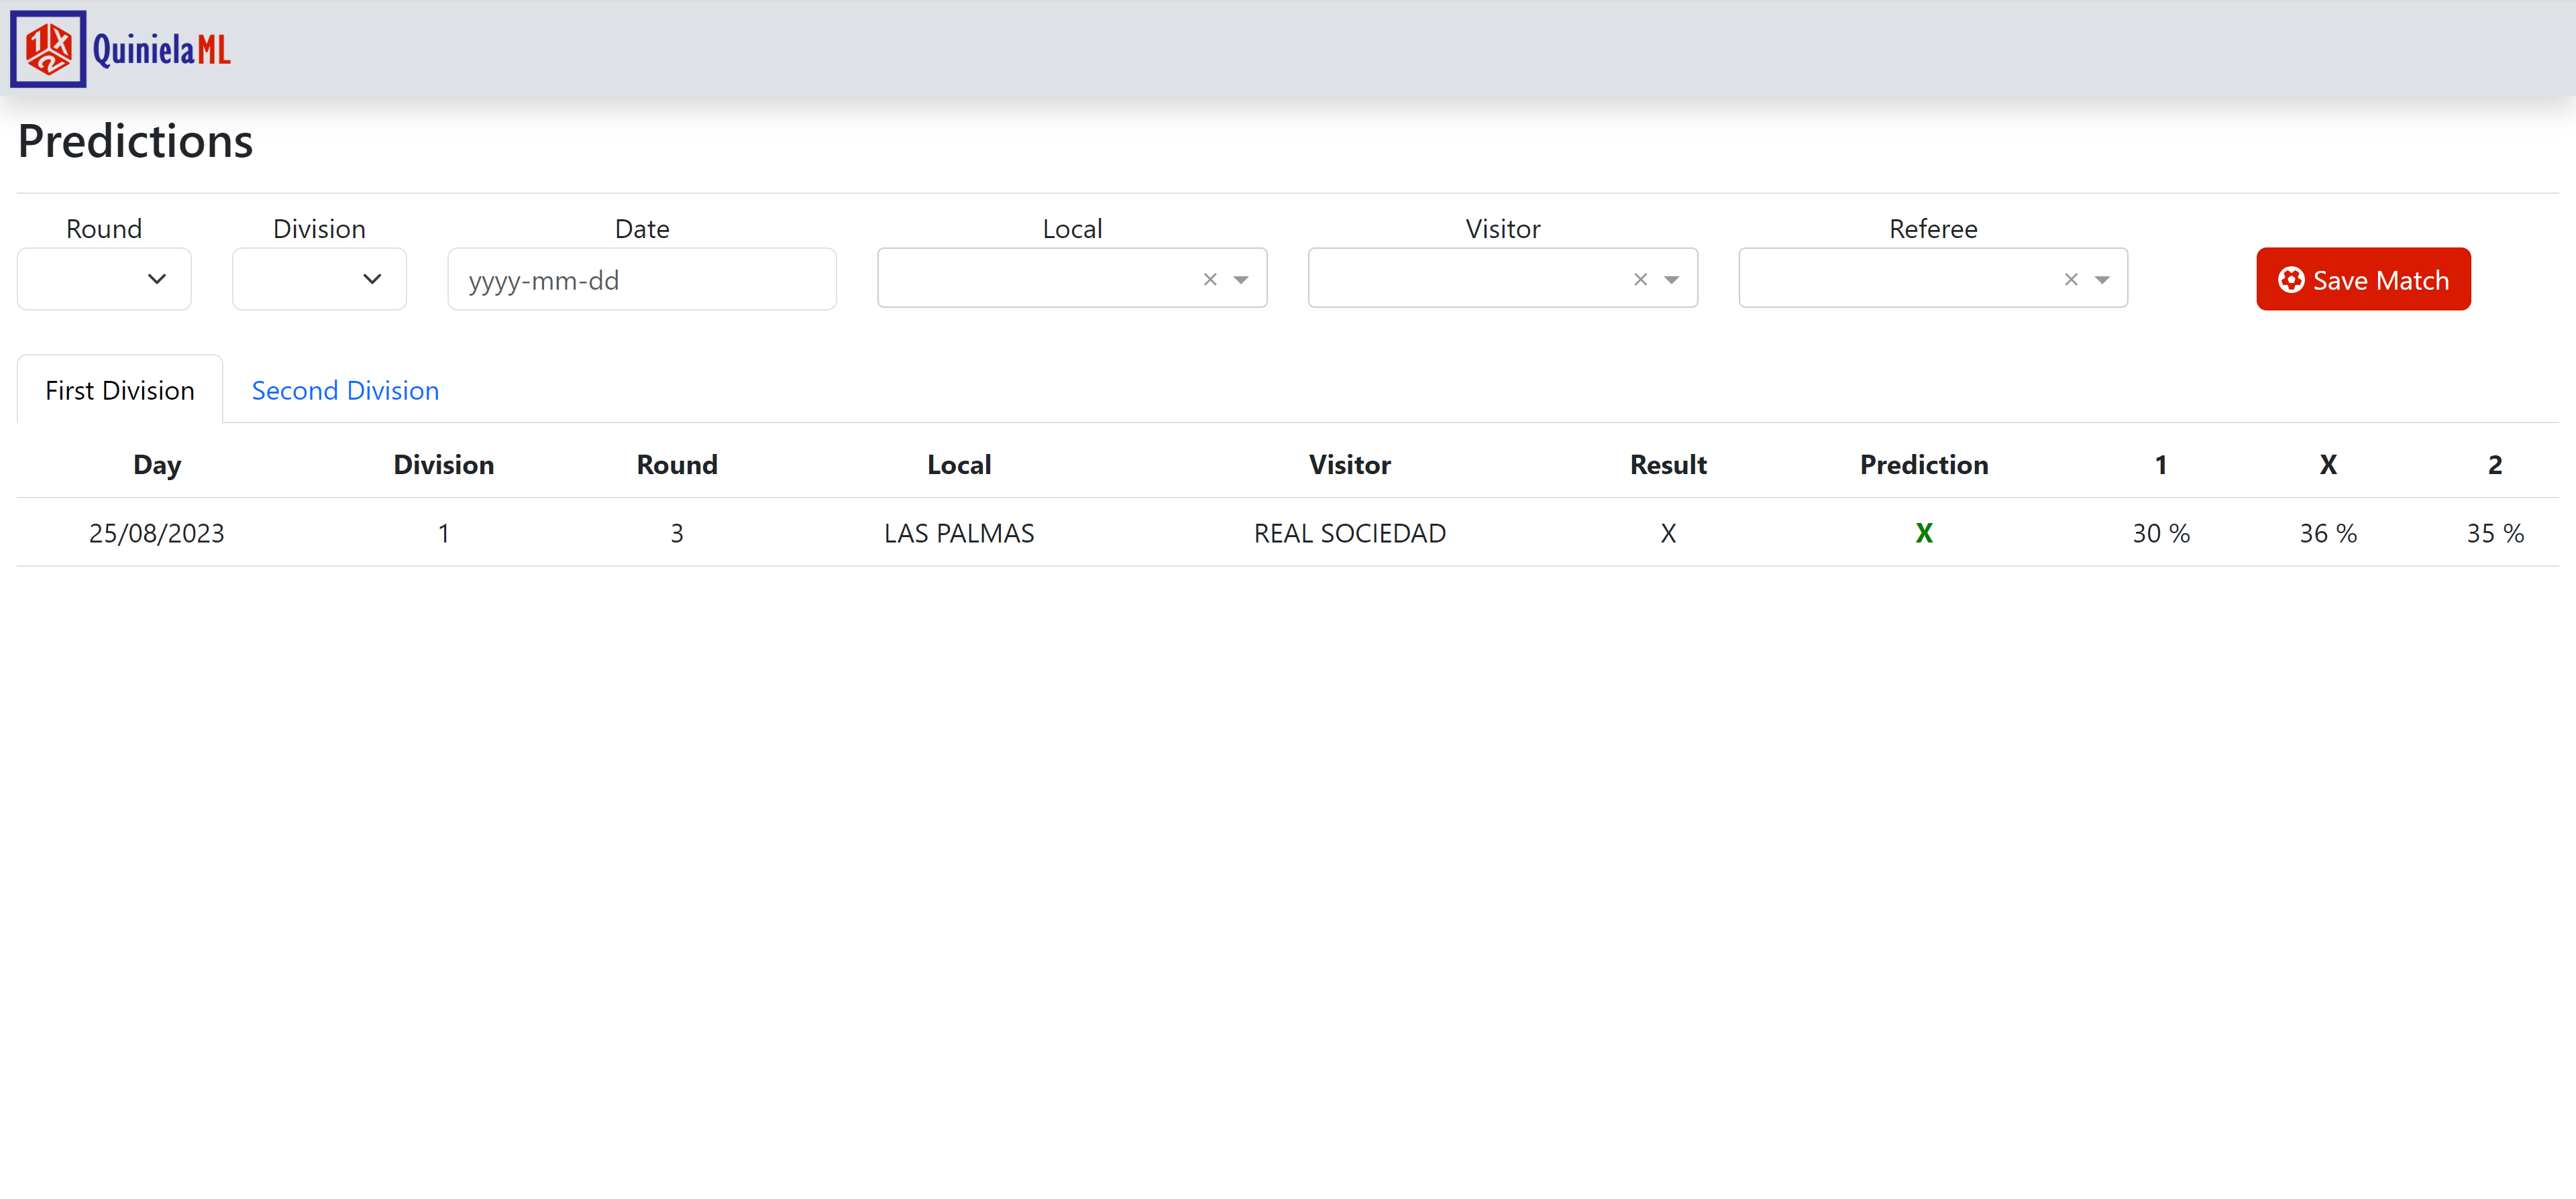 1X2 QuinielaML
Predictions
Round Division Date Local Visitor Referee
yyyy-mm-dd × × × Save Match
First Division Second Division
Day Division Round Local Visitor Result Prediction 1 X 2
25/08/2023 1 3 LAS PALMAS REAL SOCIEDAD X X 30 % 36 % 35 %